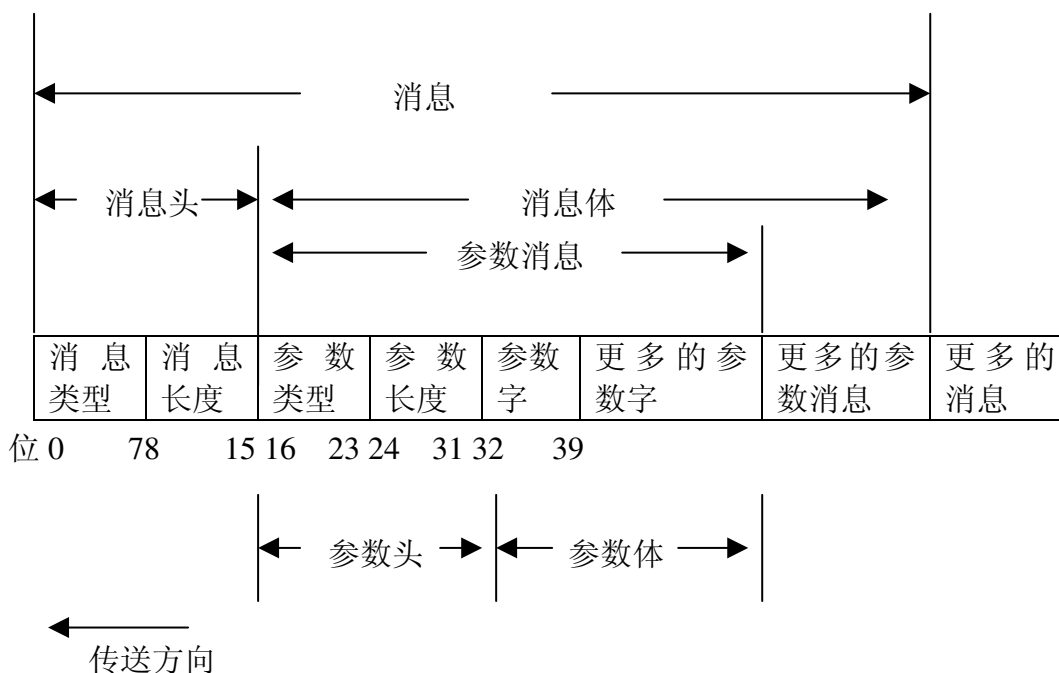 消息
消息头
消息体
参数消息
消 息 类型
消 息 长度
参 数 类型
参 数 长度
参数 字
更多的参 数字
更多的参 数消息
更多的 消息
位 0 78 15 16 23 24 31 32 39
参数头
参数体
传送方向